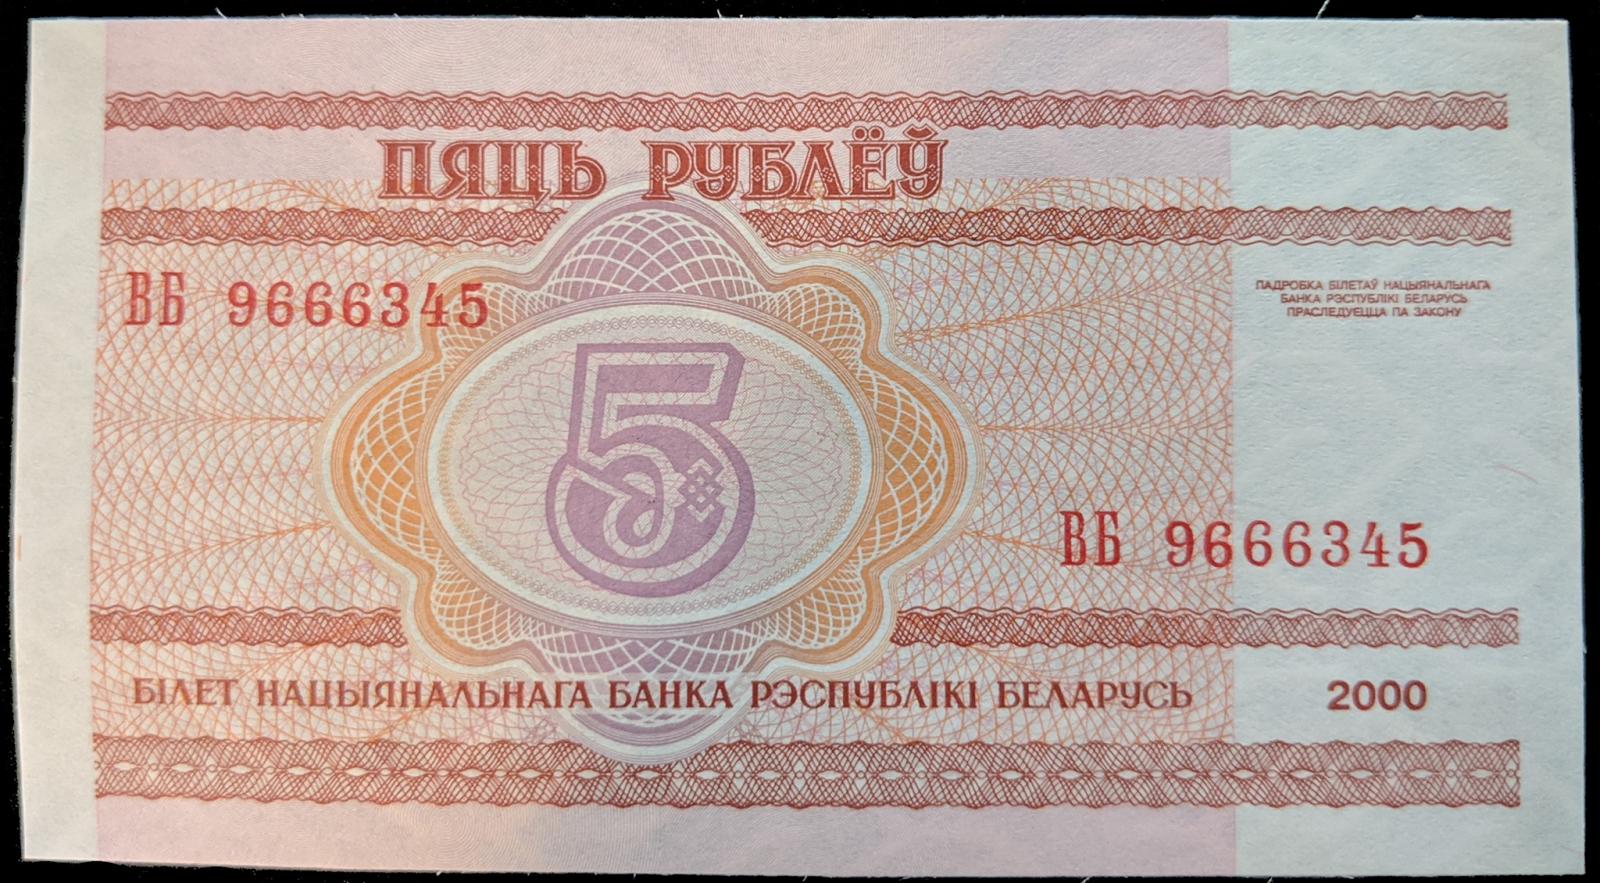 ПЯЦЬ РУБЛЁЎ
ВБ 9666345
ПАДРОБКА БІЛЕТАЎ НАЦЫЯНАЛЬНАГА
БАНКА РЭСПУБЛІКІ БЕЛАРУСЬ
ПРАСЛЕДУЕЦЦА ПА ЗАКОНУ
5
ВБ 9666345
БІЛЕТ НАЦЫЯНАЛЬНАГА БАНКА РЭСПУБЛІКІ БЕЛАРУСЬ 2000